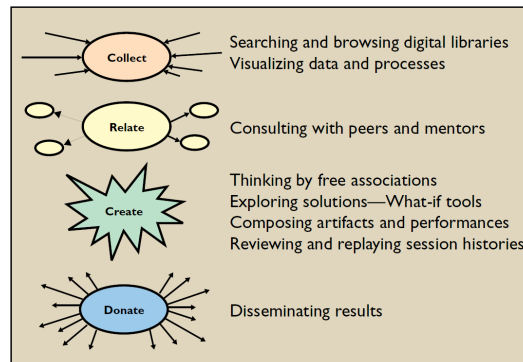 Collect
Searching and browsing digital libraries
Visualizing data and processes
Relate
Consulting with peers and mentors
Create
Thinking by free associations
Exploring solutions—What-if tools
Composing artifacts and performances
Reviewing and replaying session histories
Donate
Disseminating results